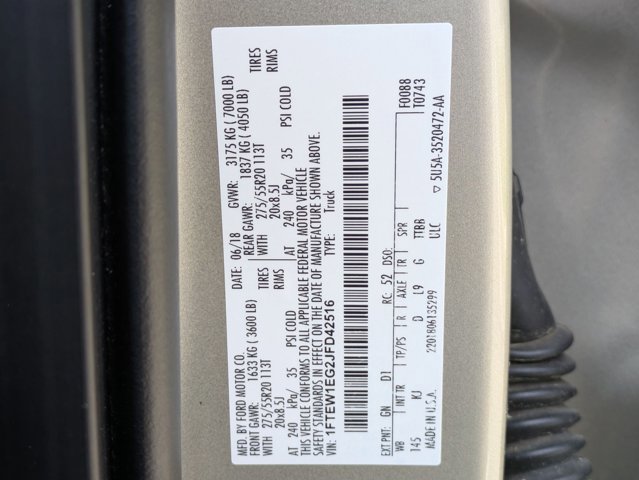 MFD. BY FORD MOTOR CO.
DATE: 06/18 GVWR: 3175 KG ( 7000 LB)
FRONT GAWR: 1633 KG ( 3600 LB) REAR GAWR: 1837 KG ( 4050 LB)
WITH 275/55R20 113T TIRES WITH 275/55R20 113T TIRES
20x8.5J RIMS 20x8.5J RIMS
AT 240 kPa/ 35 PSI COLD AT 240 kPa/ 35 PSI COLD
THIS VEHICLE CONFORMS TO ALL APPLICABLE FEDERAL MOTOR VEHICLE
SAFETY STANDARDS IN EFFECT ON THE DATE OF MANUFACTURE SHOWN ABOVE.
VIN: 1FTEW1EG2JFD42516 TYPE: Truck
F0088
T0743
EXT PNT: GN D1 RC: 52 DSO:
WB INT TR TP/PS R AXLE TR SPR
145 KJ D L9 G TTBB
MADE IN U.S.A. 2201806135299 ULC
▽ 5U5A-3520472-AA